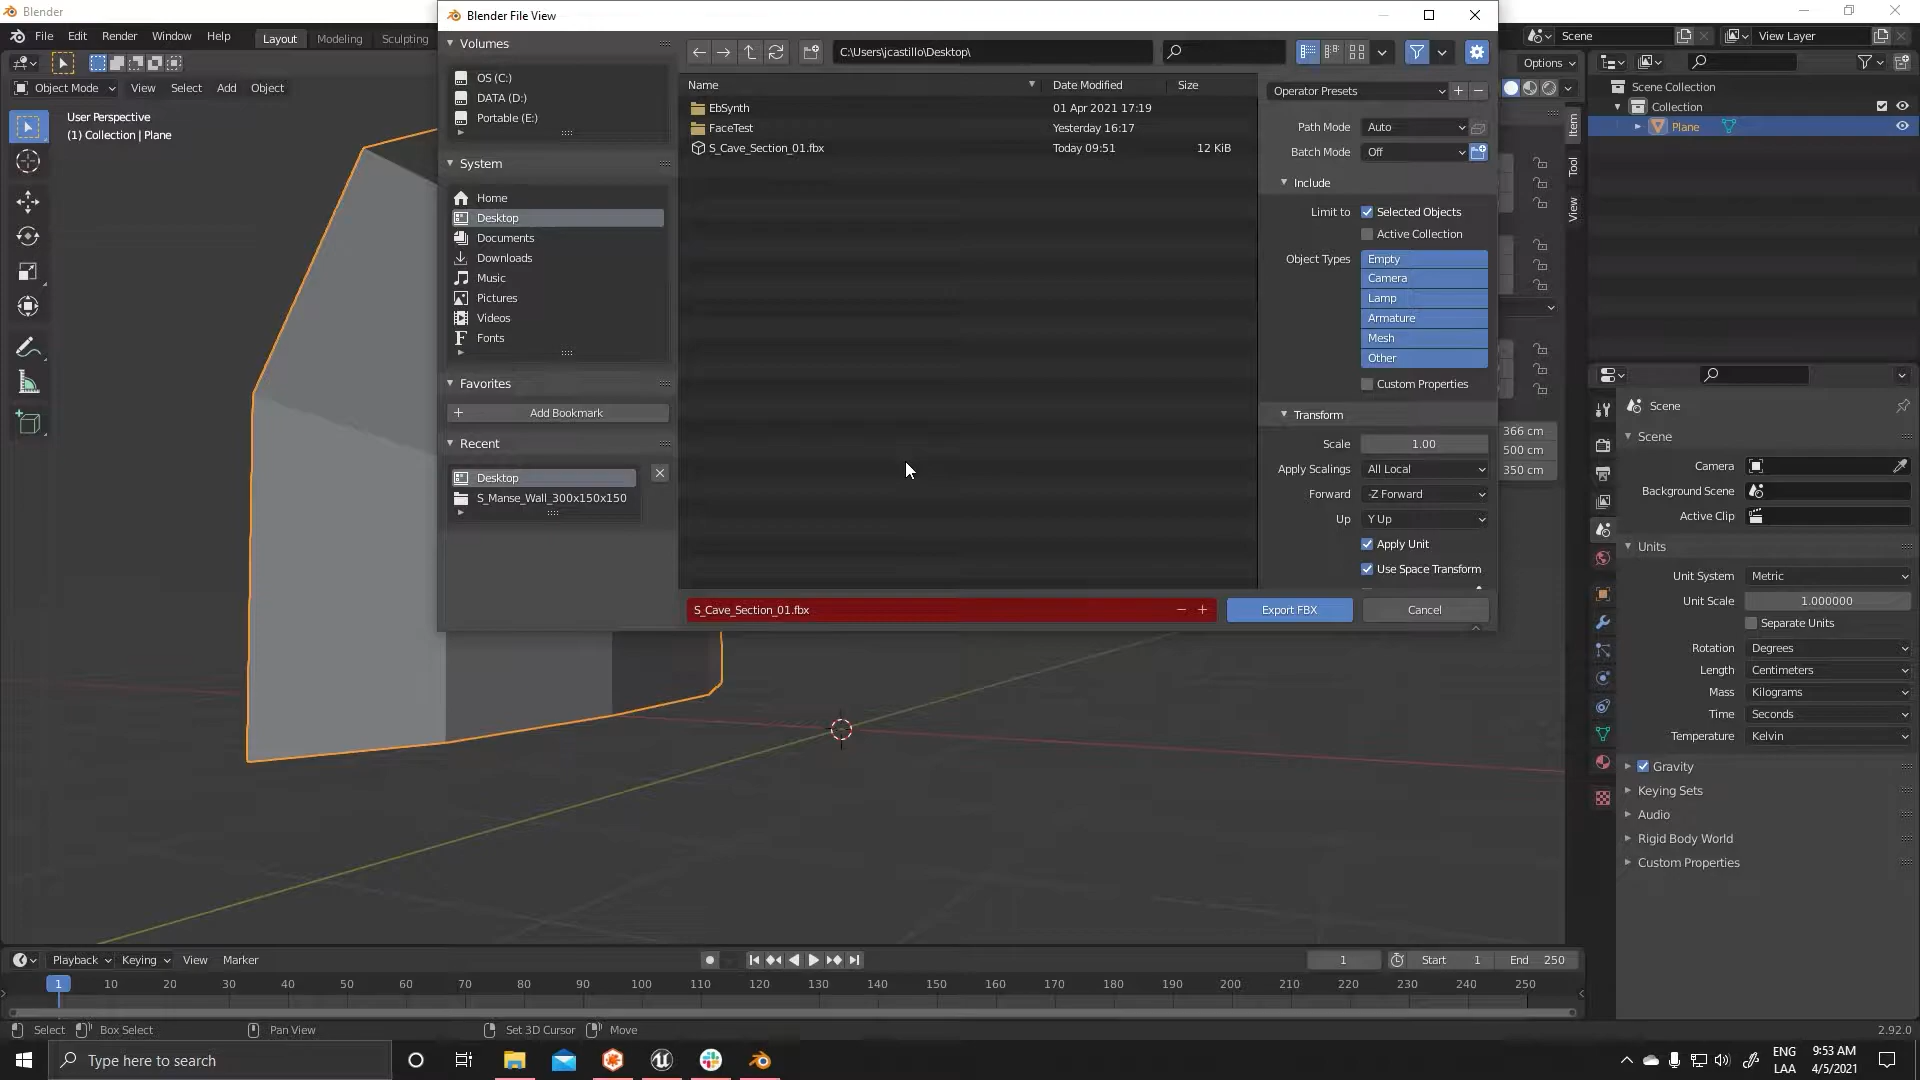 Blender
Blender File View
File Edit Render Window Help Layout Modeling Sculpting
Scene View Layer
Object Mode View Select Add Object
Options
User Perspective
(1) Collection | Plane
Volumes
OS (C:)
DATA (D:)
Portable (E:)
System
Home
Desktop
Documents
Downloads
Music
Pictures
Videos
Fonts
Favorites
Add Bookmark
Recent
Desktop
S_Manse_Wall_300x150x150
C:\Users\jcastillo\Desktop\
Name Date Modified Size
EbSynth 01 Apr 2021 17:19
FaceTest Yesterday 16:17
S_Cave_Section_01.fbx Today 09:51 12 KiB
S_Cave_Section_01.fbx
Export FBX Cancel
Operator Presets
Path Mode Auto
Batch Mode Off
Include
Limit to Selected Objects
Active Collection
Object Types Empty
Camera
Lamp
Armature
Mesh
Other
Custom Properties
Transform
Scale 1.00
Apply Scalings All Local
Forward -Z Forward
Up Y Up
Apply Unit
Use Space Transform
Item
Tool
View
366 cm
500 cm
350 cm
Scene Collection
Collection
Plane
Scene
Scene
Camera
Background Scene
Active Clip
Units
Unit System Metric
Unit Scale 1.000000
Separate Units
Rotation Degrees
Length Centimeters
Mass Kilograms
Time Seconds
Temperature Kelvin
Gravity
Keying Sets
Audio
Rigid Body World
Custom Properties
Playback Keying View Marker
1 Start 1 End 250
1 10 20 30 40 50 60 70 80 90 100 110 120 130 140 150 160 170 180 190 200 210 220 230 240 250
Select Box Select Pan View Set 3D Cursor Move 2.92.0
Type here to search
ENG
LAA
9:53 AM
4/5/2021